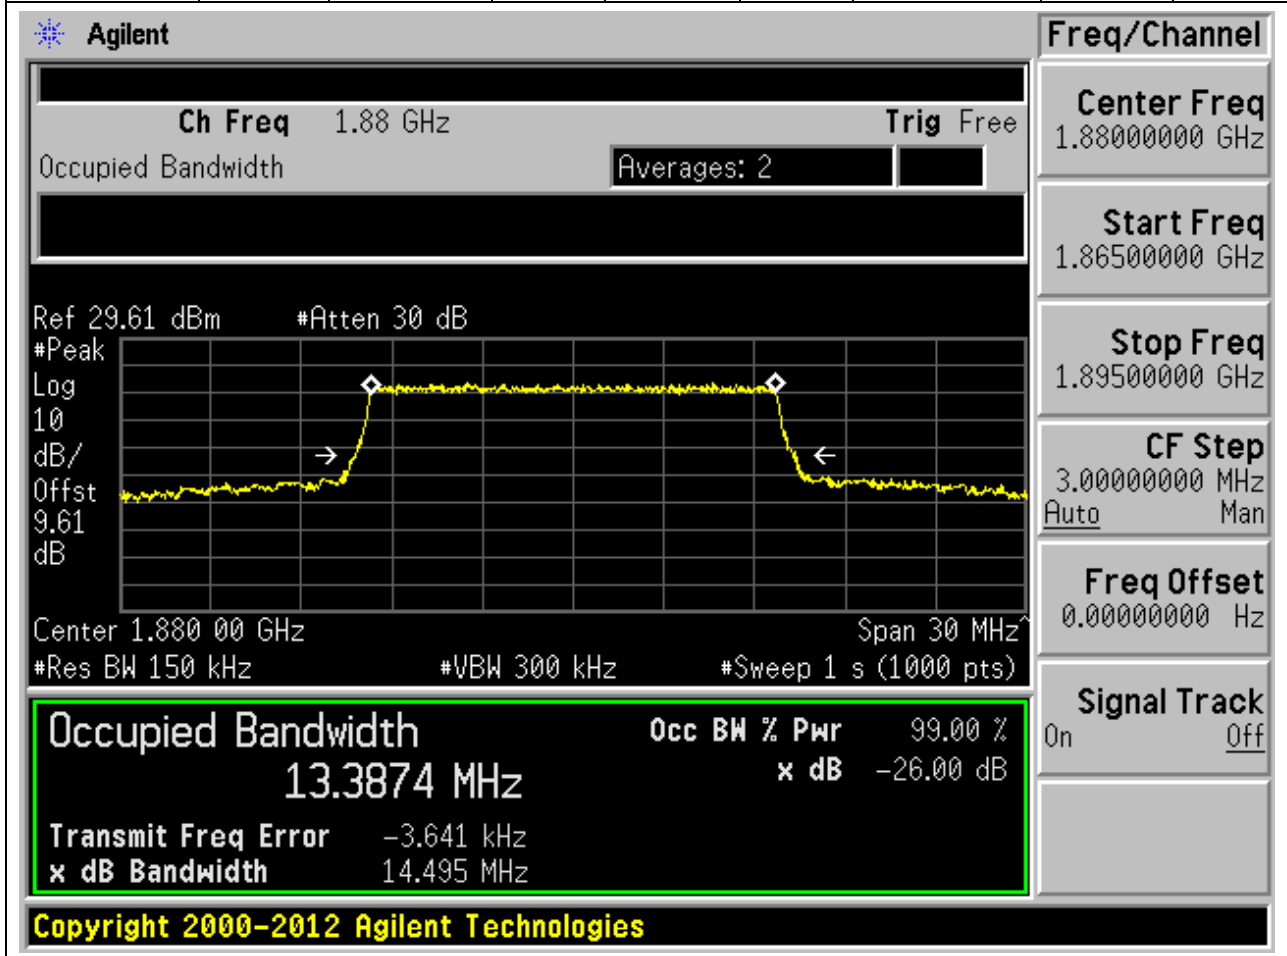 Agilent
Freq/Channel
Ch Freq 1.88 GHz
Trig Free
Occupied Bandwidth
Averages: 2
Center Freq
1.88000000 GHz
Start Freq
1.86500000 GHz
Stop Freq
1.89500000 GHz
CF Step
3.00000000 MHz
Auto Man
Freq Offset
0.00000000 Hz
Signal Track
On Off
Ref 29.61 dBm #Atten 30 dB
#Peak
Log
10
dB/
Offst
9.61
dB
Center 1.880 00 GHz Span 30 MHz^
#Res BW 150 kHz #VBW 300 kHz #Sweep 1 s (1000 pts)
Occupied Bandwidth
13.3874 MHz
Occ BW % Pwr 99.00 %
x dB -26.00 dB
Transmit Freq Error -3.641 kHz
x dB Bandwidth 14.495 MHz
Copyright 2000-2012 Agilent Technologies